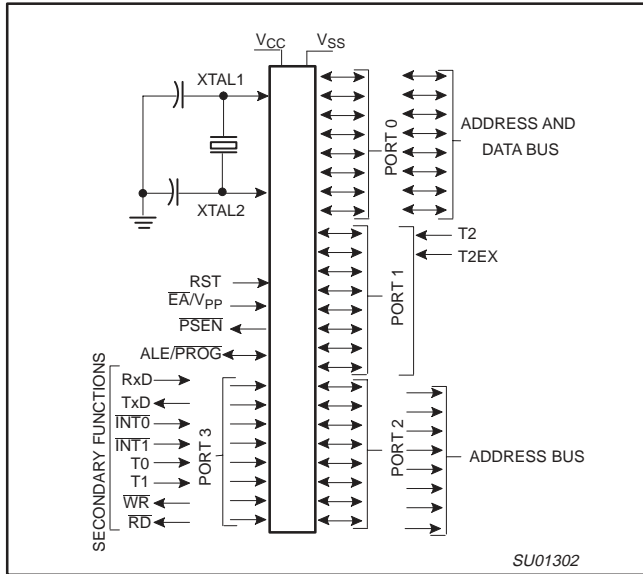 VCC VSS
XTAL1
XTAL2
PORT 0
ADDRESS AND
DATA BUS
T2
T2EX
PORT 1
RST
EA/VPP
PSEN
ALE/PROG
SECONDARY FUNCTIONS
RxD
TxD
INT0
INT1
T0
T1
WR
RD
PORT 3
PORT 2
ADDRESS BUS
SU01302